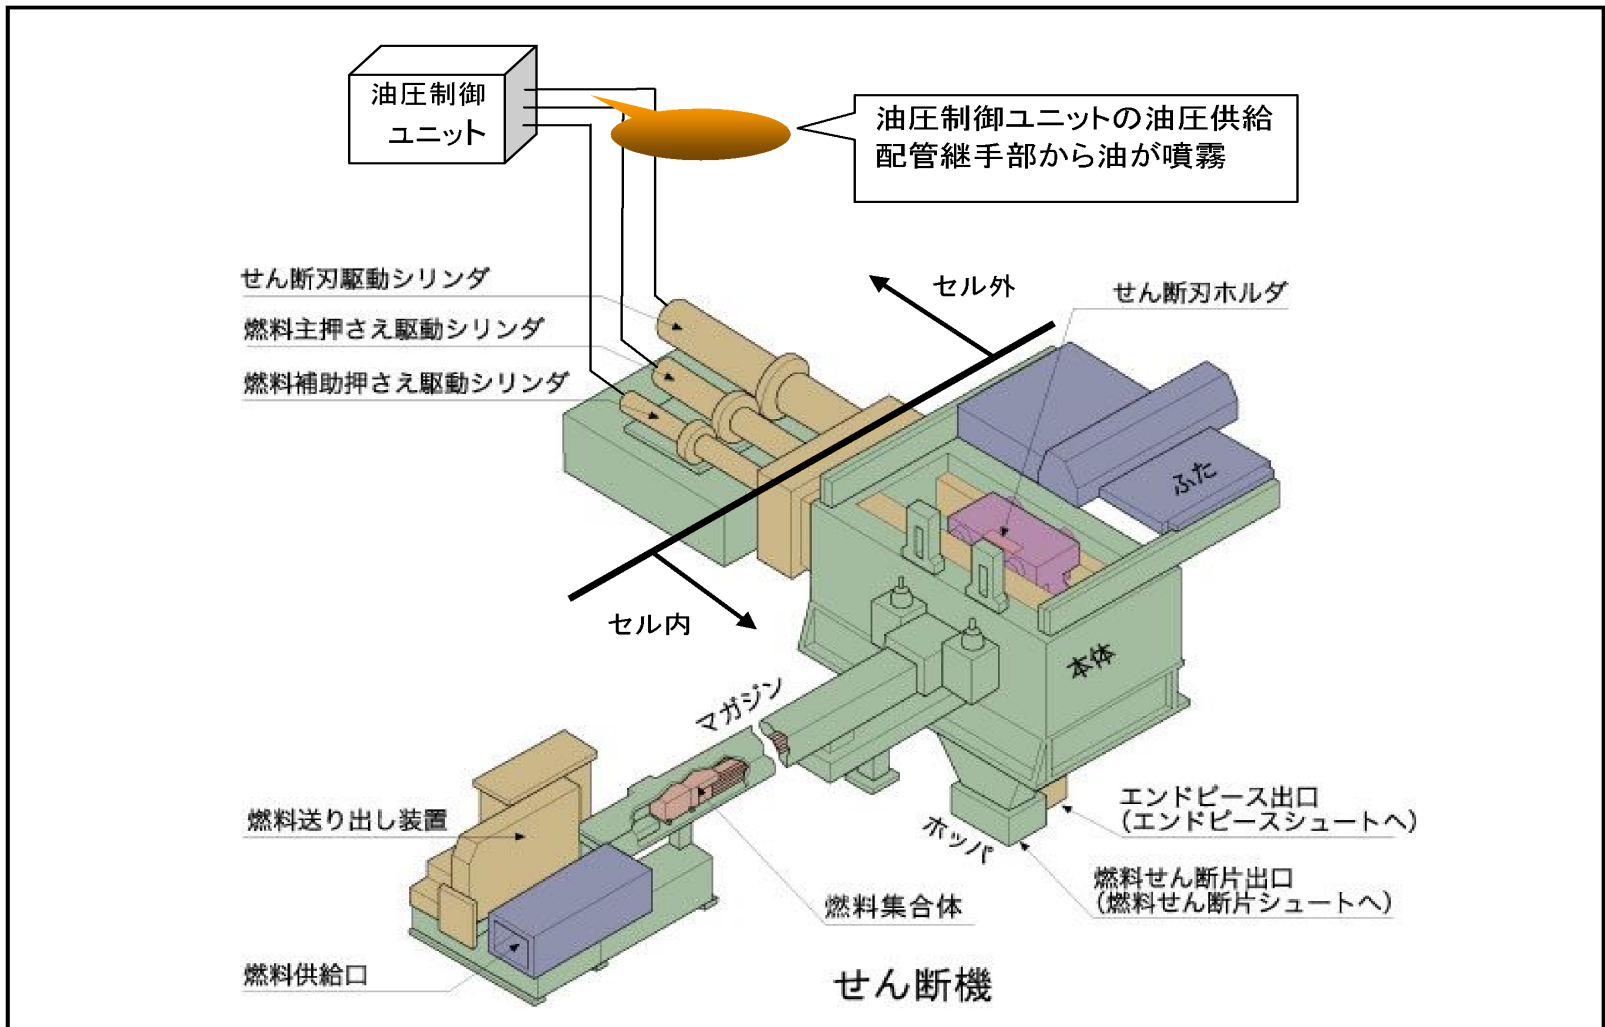 油圧制御
ユニット
油圧制御ユニットの油圧供給
配管継手部から油が噴霧
せん断刃駆動シリンダ
燃料主押さえ駆動シリンダ
燃料補助押さえ駆動シリンダ
セル外
せん断刃ホルダ
ふた
セル内
本体
マガジン
燃料送り出し装置
エンドピース出口
(エンドピースシュートへ)
ホッパ
燃料せん断片出口
(燃料せん断片シュートへ)
燃料集合体
燃料供給口
せん断機